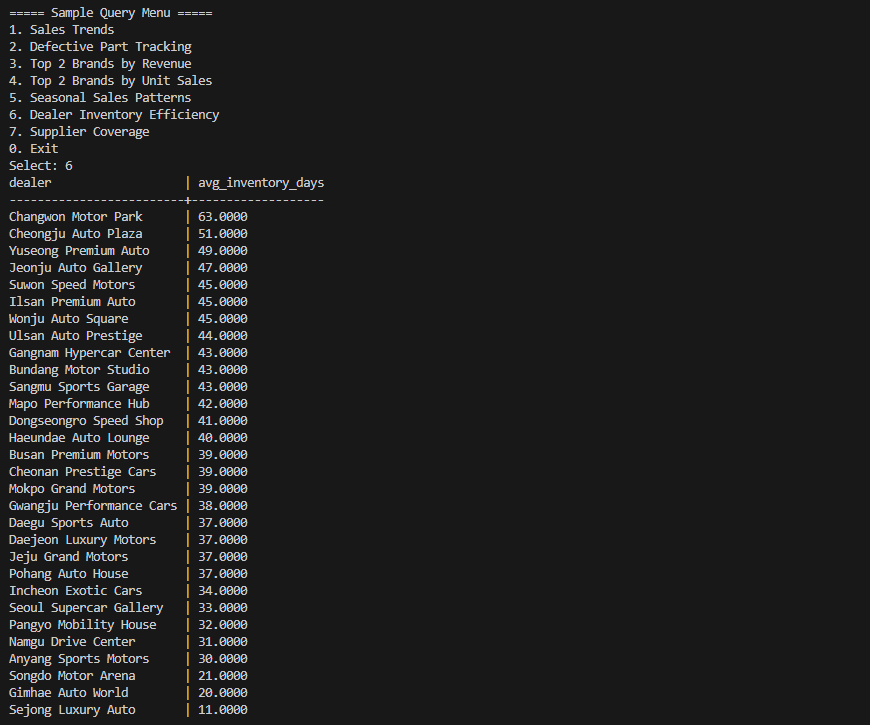 ===== Sample Query Menu =====
1. Sales Trends
2. Defective Part Tracking
3. Top 2 Brands by Revenue
4. Top 2 Brands by Unit Sales
5. Seasonal Sales Patterns
6. Dealer Inventory Efficiency
7. Supplier Coverage
0. Exit
Select: 6
dealer                   | avg_inventory_days
-------------------------+-------------------
Changwon Motor Park      | 63.0000
Cheongju Auto Plaza      | 51.0000
Yuseong Premium Auto     | 49.0000
Jeonju Auto Gallery      | 47.0000
Suwon Speed Motors       | 45.0000
Ilsan Premium Auto       | 45.0000
Wonju Auto Square        | 45.0000
Ulsan Auto Prestige      | 44.0000
Gangnam Hypercar Center  | 43.0000
Bundang Motor Studio     | 43.0000
Sangmu Sports Garage     | 43.0000
Mapo Performance Hub     | 42.0000
Dongseongro Speed Shop   | 41.0000
Haeundae Auto Lounge     | 40.0000
Busan Premium Motors     | 39.0000
Cheonan Prestige Cars    | 39.0000
Mokpo Grand Motors       | 39.0000
Gwangju Performance Cars | 38.0000
Daegu Sports Auto        | 37.0000
Daejeon Luxury Motors    | 37.0000
Jeju Grand Motors        | 37.0000
Pohang Auto House        | 37.0000
Incheon Exotic Cars      | 34.0000
Seoul Supercar Gallery   | 33.0000
Pangyo Mobility House    | 32.0000
Namgu Drive Center       | 31.0000
Anyang Sports Motors     | 30.0000
Songdo Motor Arena       | 21.0000
Gimhae Auto World        | 20.0000
Sejong Luxury Auto       | 11.0000